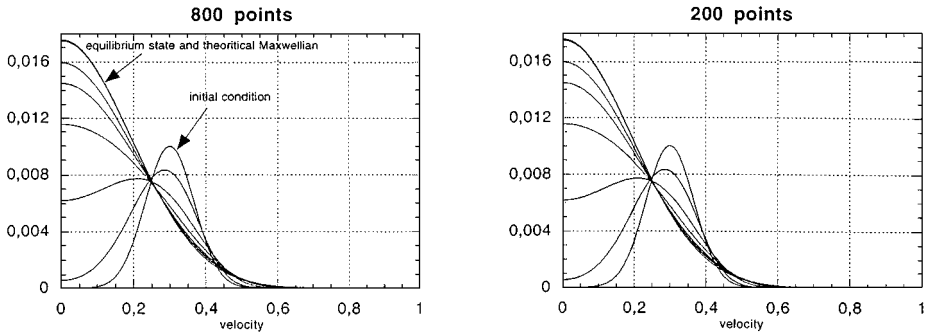 800 points
0,016
0,012
0,008
0,004
0
equilibrium state and theoritical Maxwellian
initial condition
0 0,2 0,4 0,6 0,8 1
velocity
200 points
0,016
0,012
0,008
0,004
0
0 0,2 0,4 0,6 0,8 1
velocity